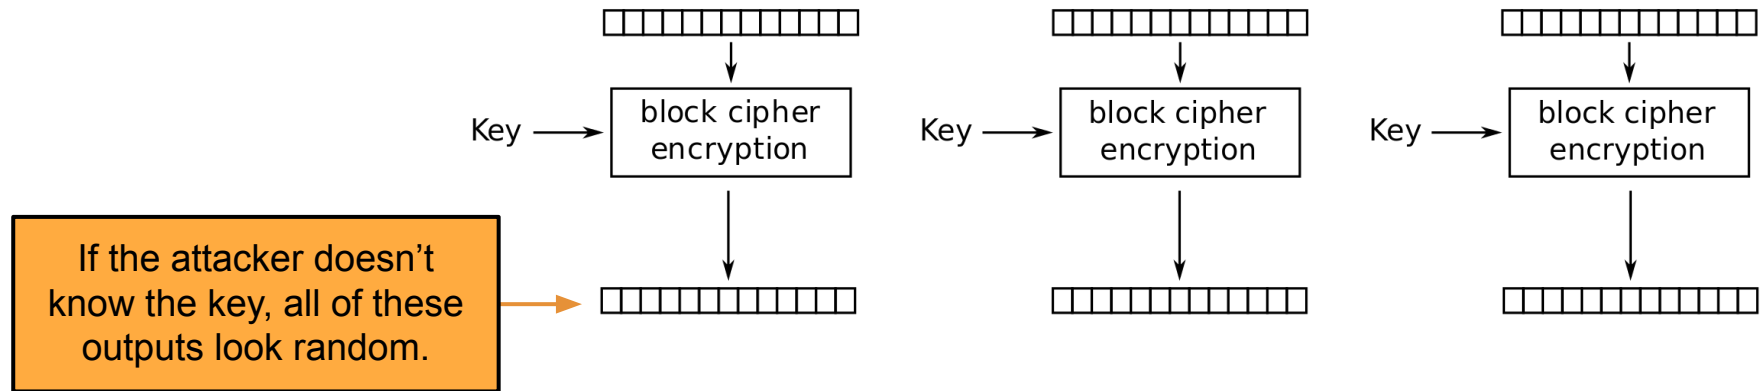 block cipher
encryption
Key
block cipher
encryption
Key
block cipher
encryption
Key
If the attacker doesn’t
know the key, all of these
outputs look random.